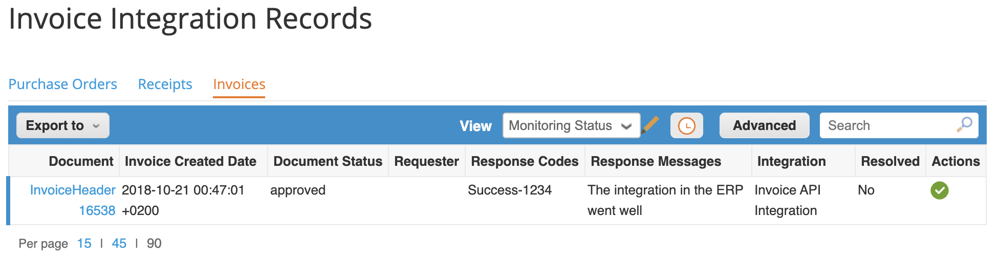 Invoice Integration Records
Purchase Orders Receipts Invoices
Export to View Monitoring Status Advanced Search
Document Invoice Created Date Document Status Requester Response Codes Response Messages Integration Resolved Actions
InvoiceHeader 2018-10-21 00:47:01 approved Success-1234 The integration in the ERP Invoice API No
16538 +0200 went well Integration
Per page 15 | 45 | 90